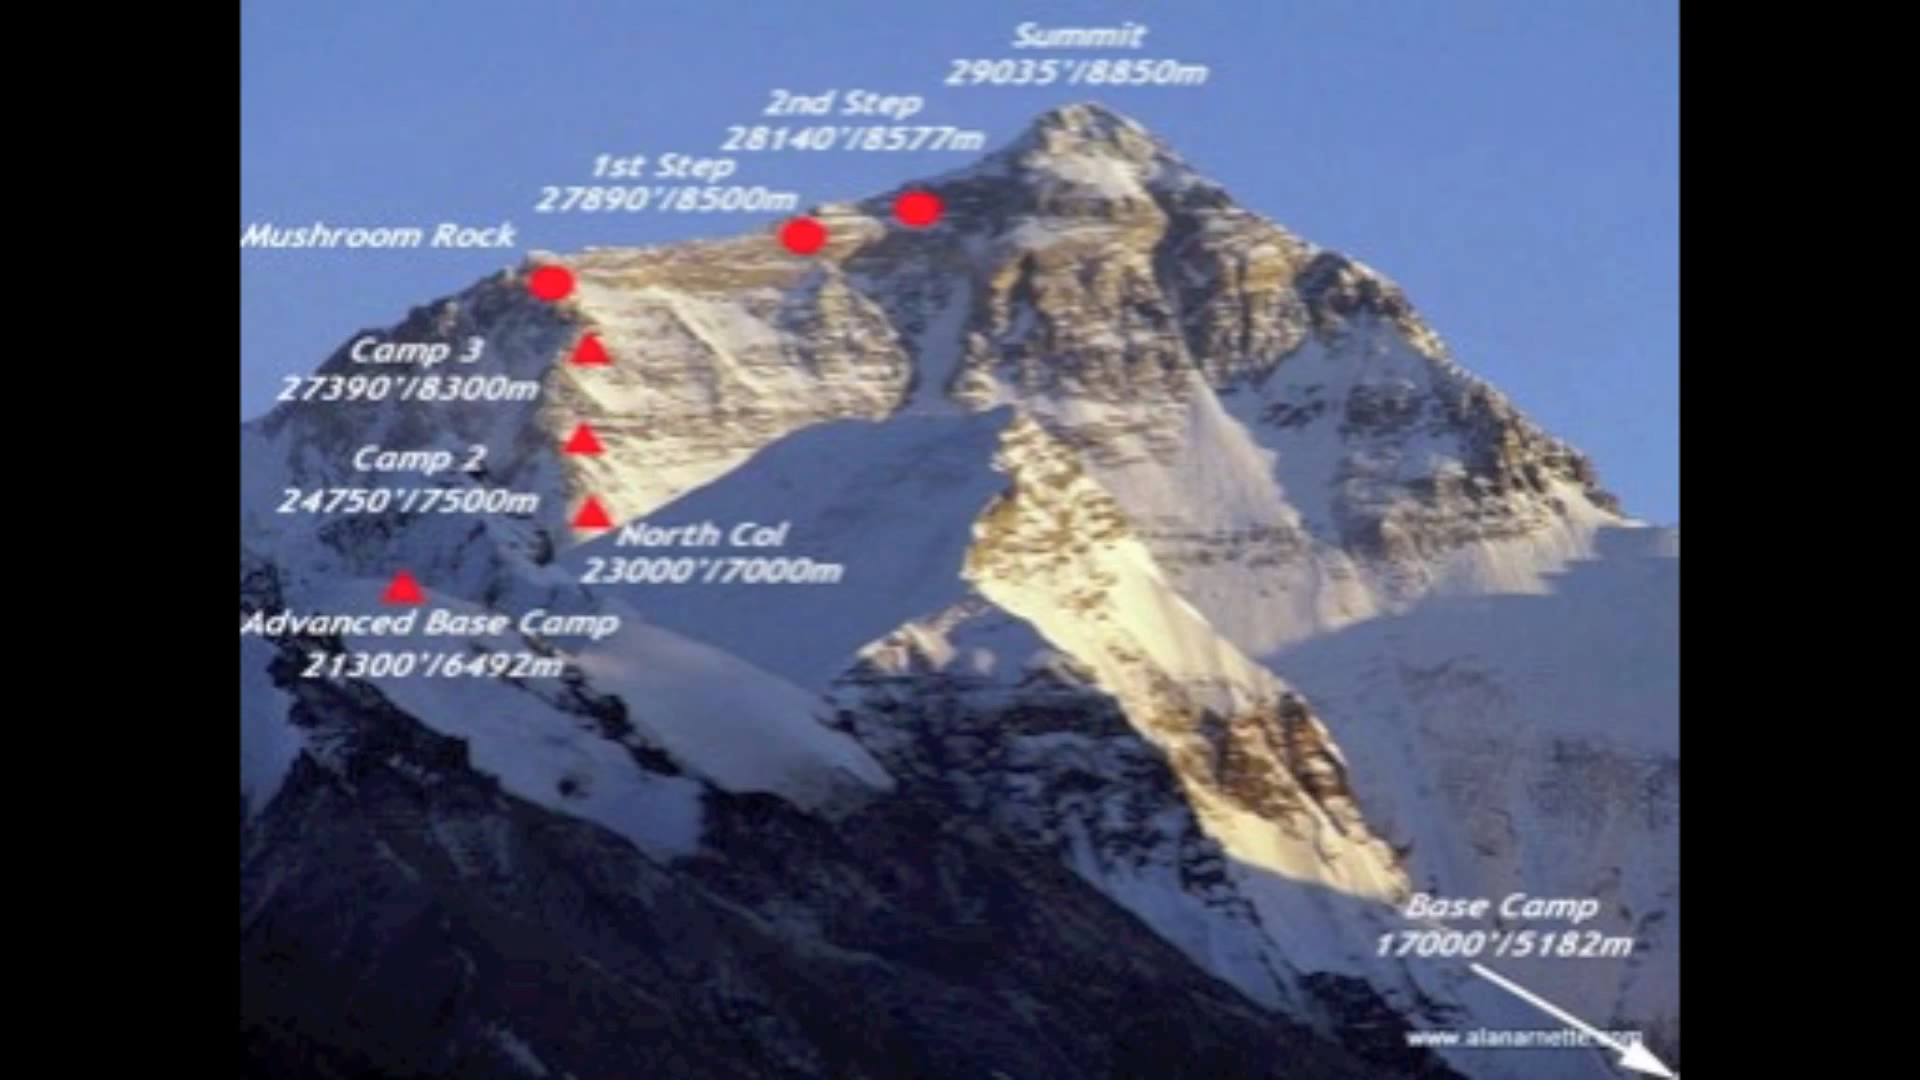 Summit
29035'/8850m
2nd Step
28140'/8577m
1st Step
27890'/8500m
Mushroom Rock
Camp 3
27390'/8300m
Camp 2
24750'/7500m
North Col
23000'/7000m
Advanced Base Camp
21300'/6492m
Base Camp
17000'/5182m
www.alanarnette.com